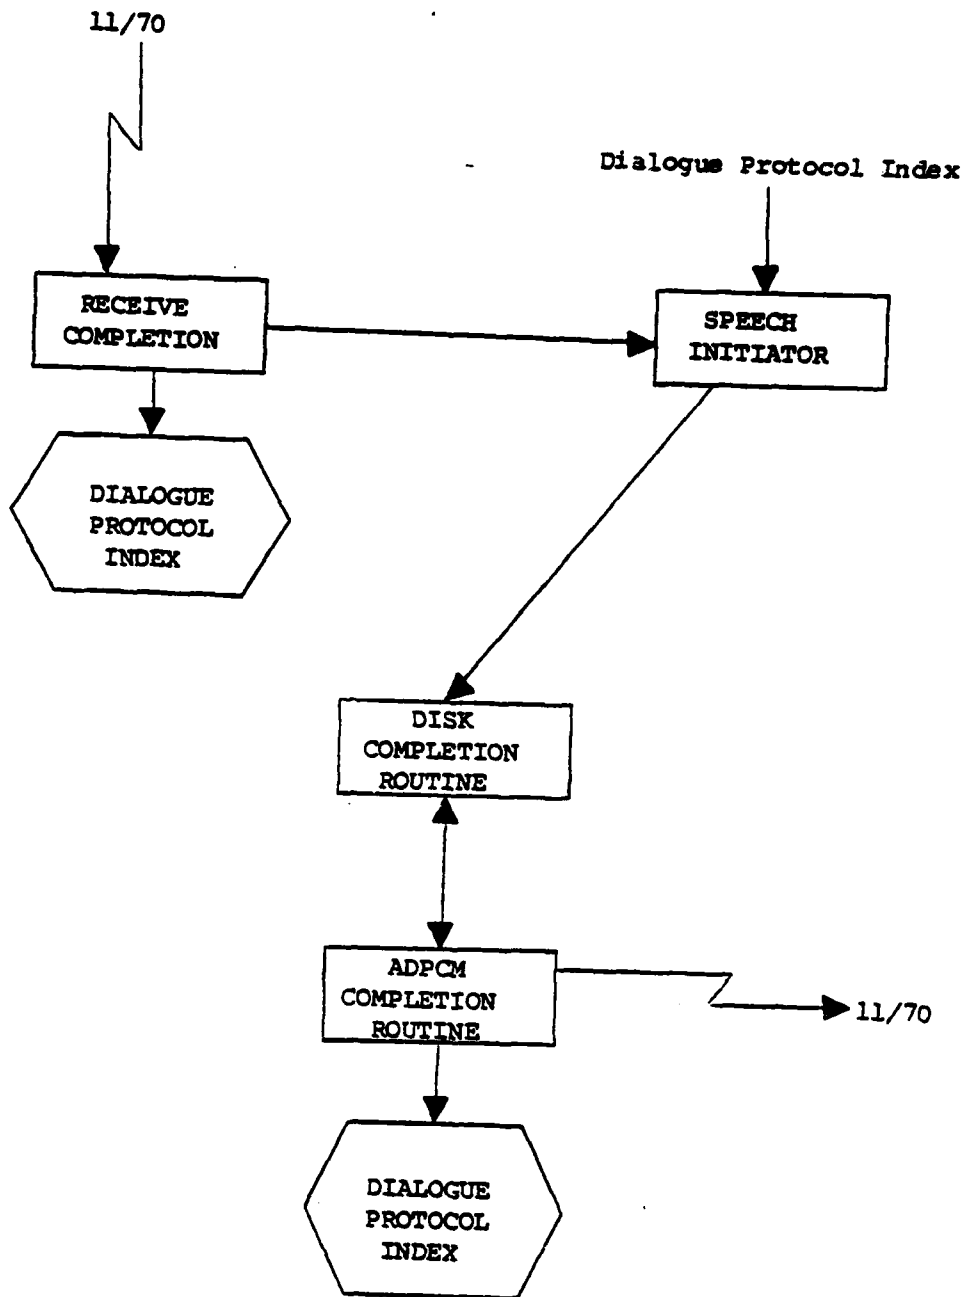 11/70
Dialogue Protocol Index
RECEIVE
COMPLETION
SPEECH
INITIATOR
DIALOGUE
PROTOCOL
INDEX
DISK
COMPLETION
ROUTINE
ADPCM
COMPLETION
ROUTINE
11/70
DIALOGUE
PROTOCOL
INDEX